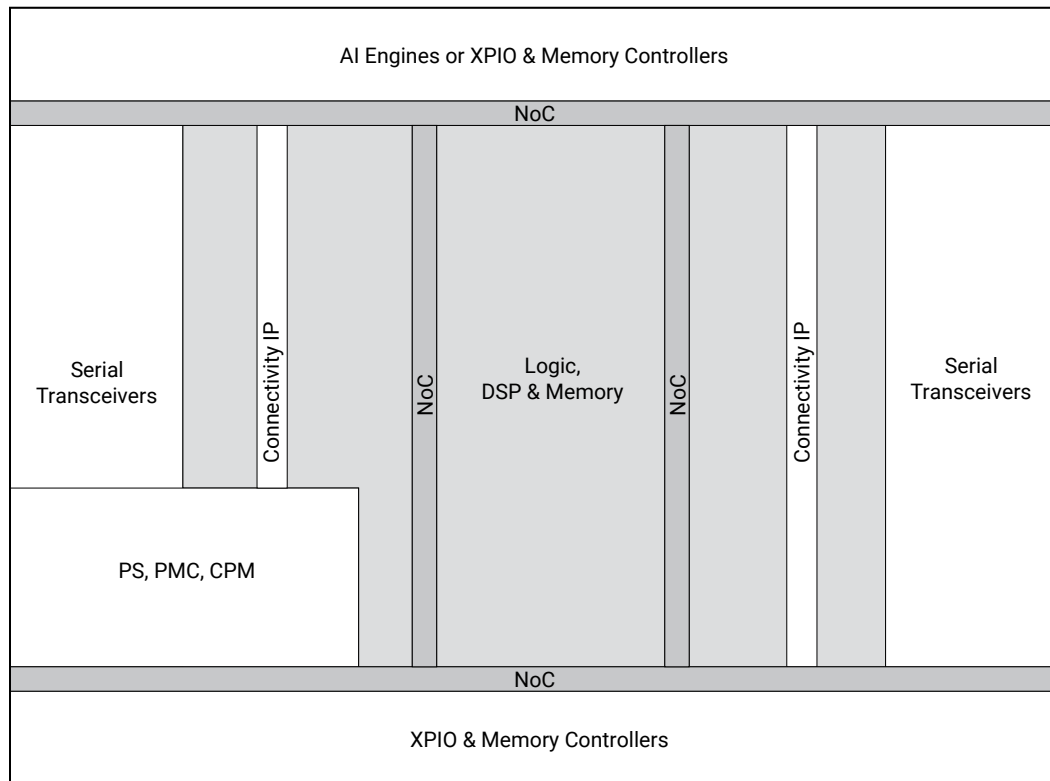 AI Engines or XPIO & Memory Controllers
NoC
Serial
Transceivers
Connectivity IP
NoC
Logic,
DSP & Memory
NoC
Connectivity IP
Serial
Transceivers
PS, PMC, CPM
NoC
XPIO & Memory Controllers